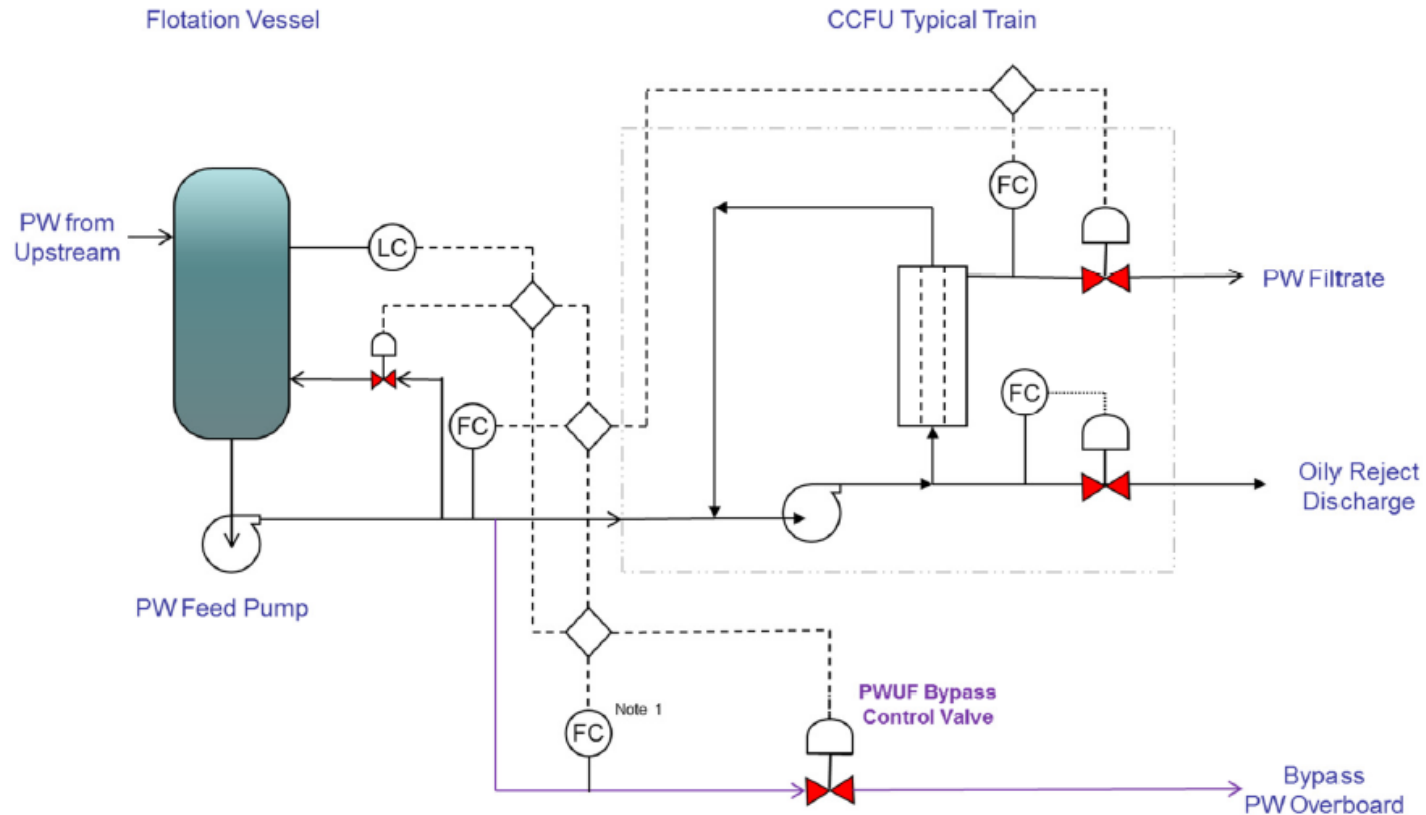 Flotation Vessel
CCFU Typical Train
FC
PW from
Upstream
LC
PW Filtrate
FC
FC
Oily Reject
Discharge
PW Feed Pump
PWUF Bypass
Control Valve
Note 1
FC
Bypass
PW Overboard